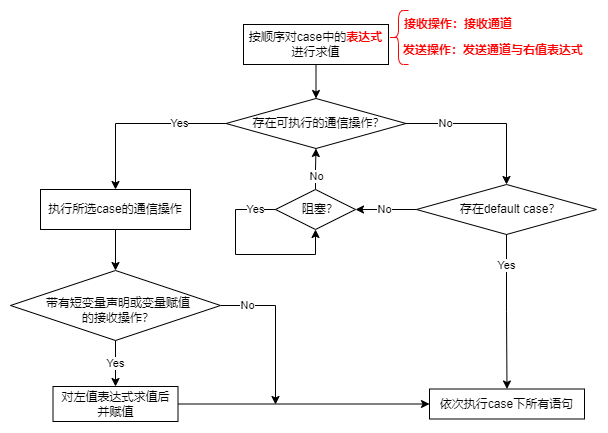 按顺序对case中的表达式
进行求值
接收操作：接收通道
发送操作：发送通道与右值表达式
存在可执行的通信操作？
Yes
No
执行所选case的通信操作
No
阻塞？
Yes
No
存在default case？
带有短变量声明或变量赋值
的接收操作？
No
Yes
Yes
对左值表达式求值后
并赋值
依次执行case下所有语句